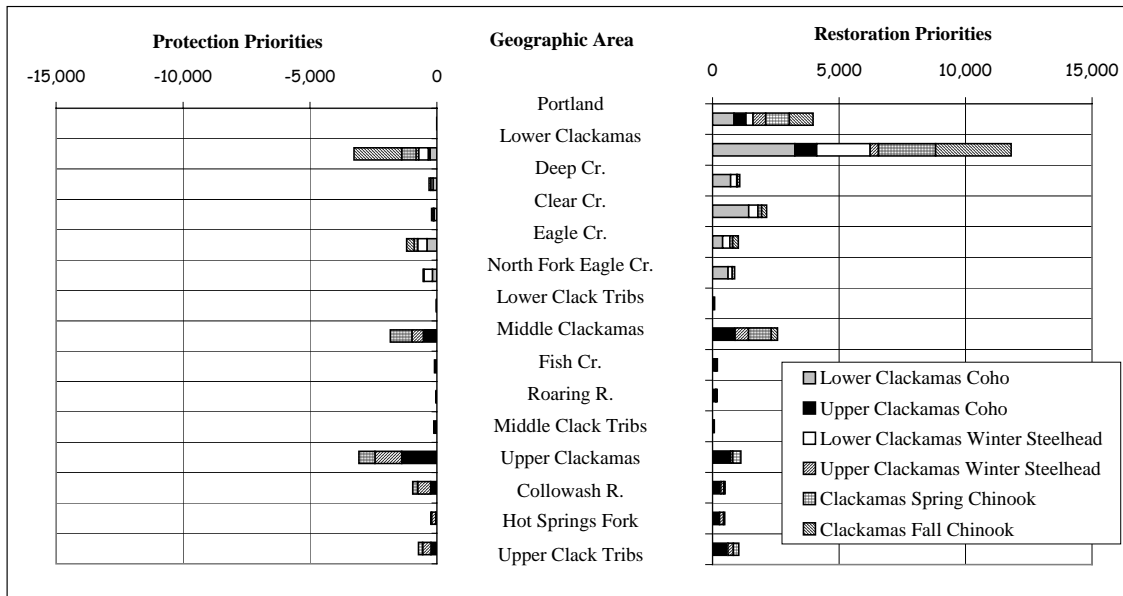 Protection Priorities Geographic Area Restoration Priorities
-15,000 -10,000 -5,000 0 0 5,000 10,000 15,000
Portland
Lower Clackamas
Deep Cr.
Clear Cr.
Eagle Cr.
North Fork Eagle Cr.
Lower Clack Tribs
Middle Clackamas
Fish Cr.
Roaring R.
Middle Clack Tribs
Upper Clackamas
Collowash R.
Hot Springs Fork
Upper Clack Tribs
Lower Clackamas Coho
Upper Clackamas Coho
Lower Clackamas Winter Steelhead
Upper Clackamas Winter Steelhead
Clackamas Spring Chinook
Clackamas Fall Chinook